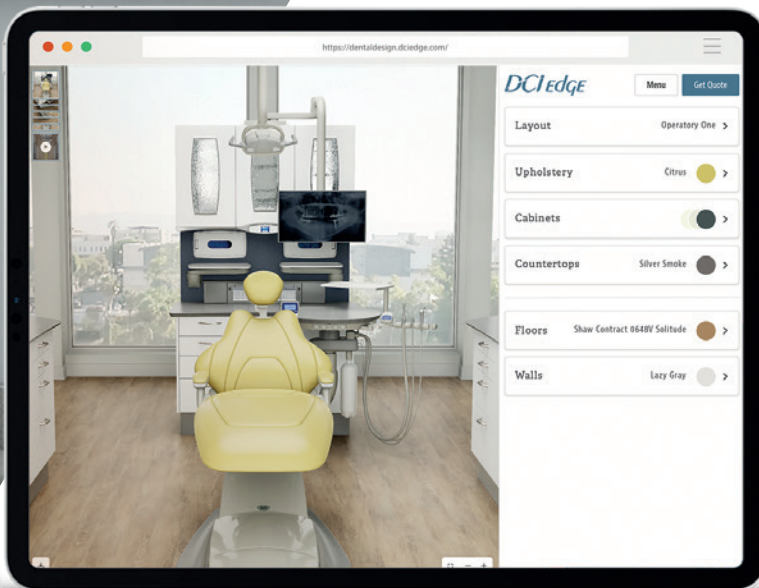 https://dentaldesign.dciedge.com/
DCI EDGE
Menu
Get Quote
Layout
Operatory One
Upholstery
Citrus
Cabinets
Countertops
Silver Smoke
Floors
Shaw Contract 0648V Solitude
Walls
Lazy Gray